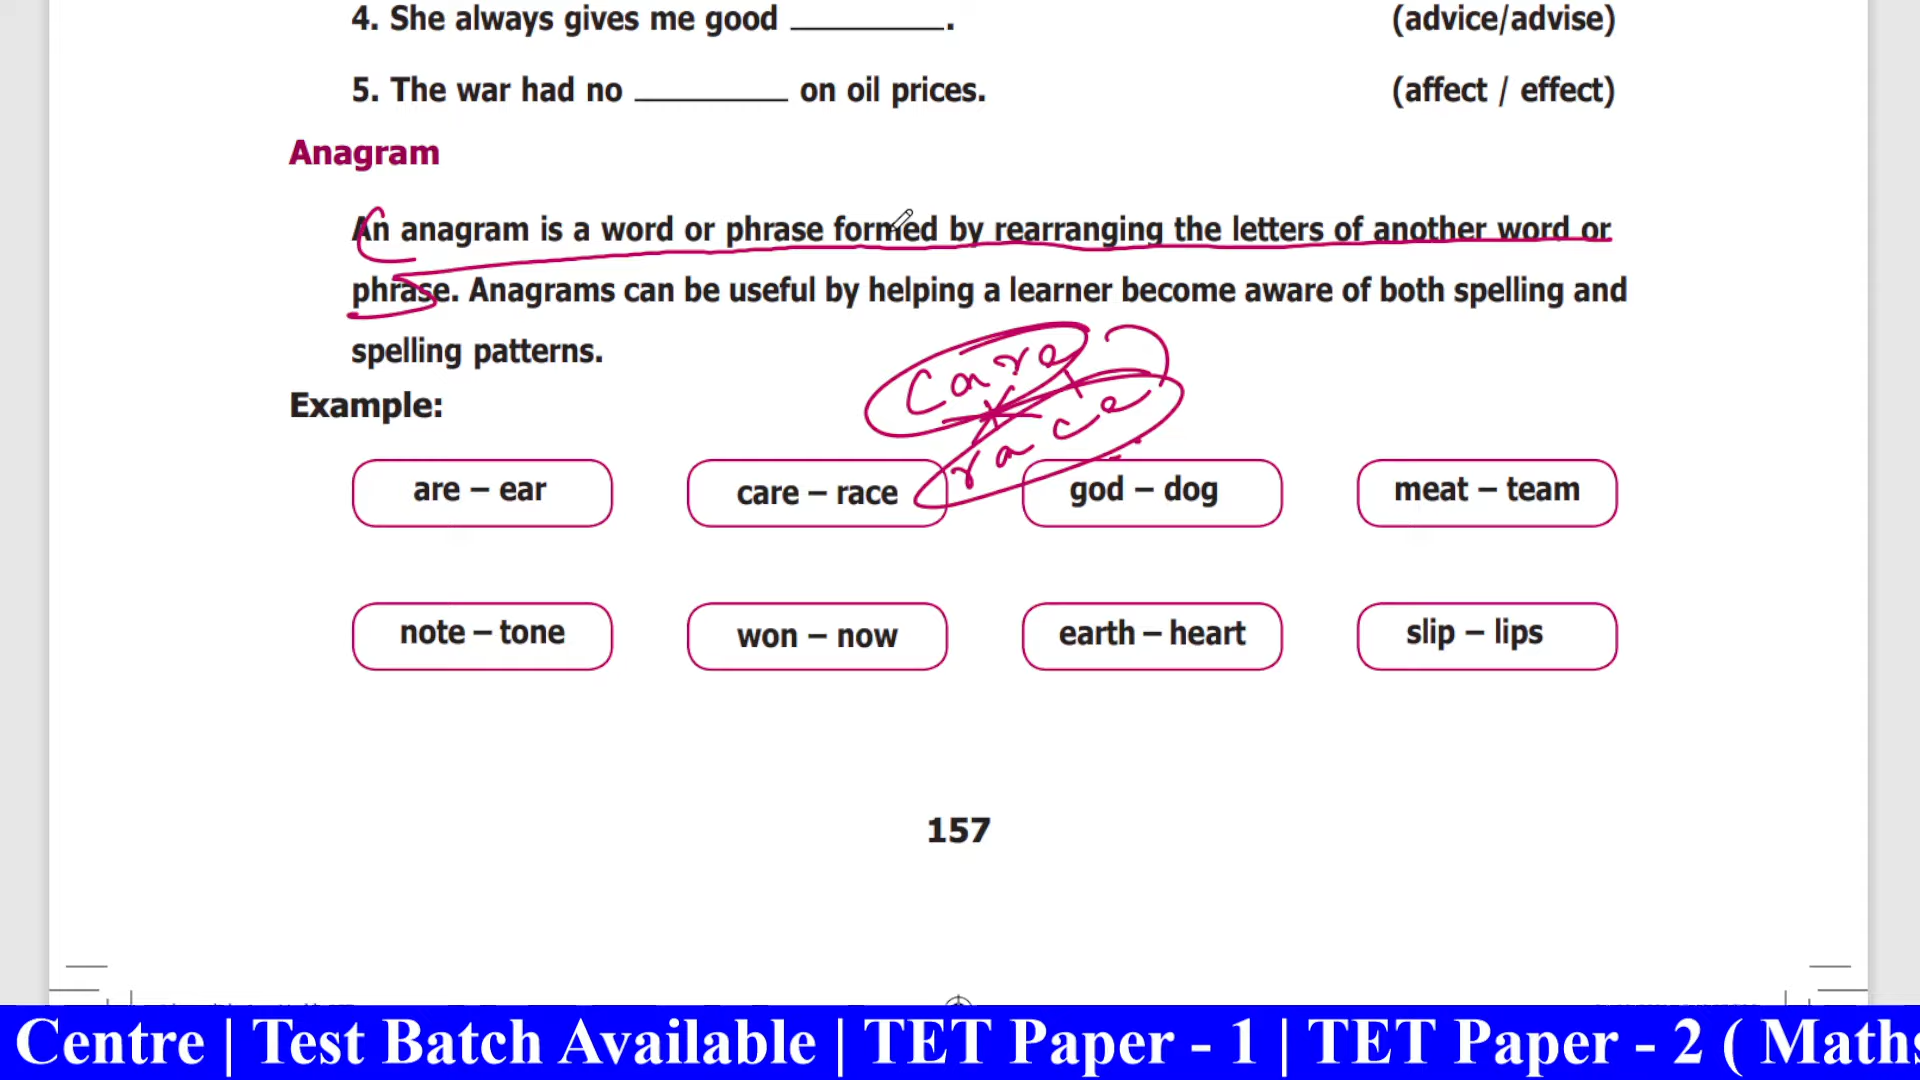 4. She always gives me good __________. (advice/advise)
5. The war had no __________ on oil prices. (affect / effect)
Anagram
An anagram is a word or phrase formed by rearranging the letters of another word or
phrase. Anagrams can be useful by helping a learner become aware of both spelling and
spelling patterns.
Care
Example:
race
are – ear care – race god – dog meat – team
note – tone won – now earth – heart slip – lips
157
Centre | Test Batch Available | TET Paper - 1 | TET Paper - 2 ( Maths